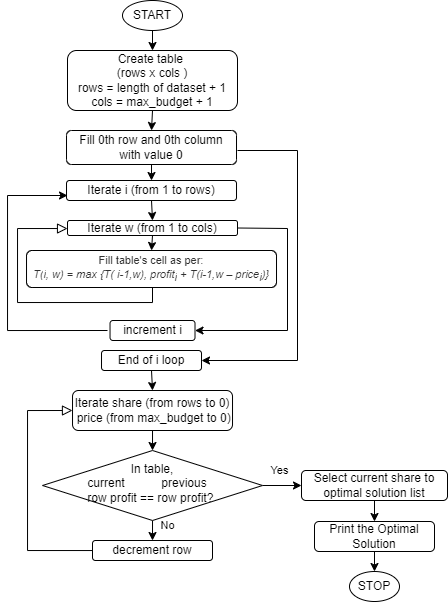 START
Create table
(rows x cols )
rows = length of dataset + 1
cols = max_budget + 1
Fill 0th row and 0th column
with value 0
Iterate i (from 1 to rows)
Iterate w (from 1 to cols)
Fill table's cell as per:
T(i, w) = max {T( i-1,w), profitᵢ + T(i-1,w – priceᵢ)}
increment i
End of i loop
Iterate share (from rows to 0)
price (from max_budget to 0)
In table,
current previous
row profit == row profit?
Yes
No
decrement row
Select current share to
optimal solution list
Print the Optimal
Solution
STOP